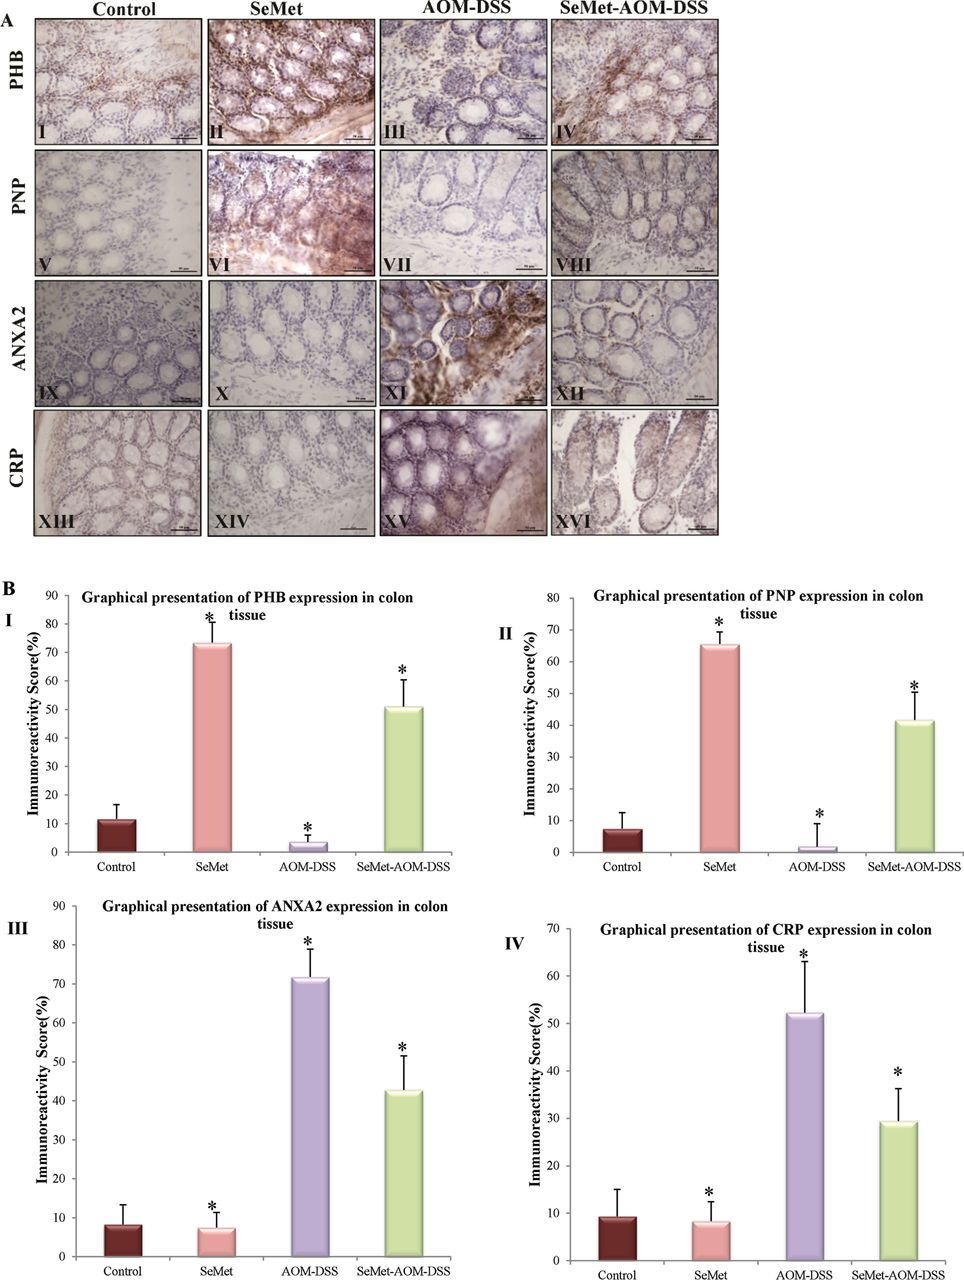 A
Control SeMet AOM-DSS SeMet-AOM-DSS
PHB
I II III IV
PNP
V VI VII VIII
ANXA2
IX X XI XII
CRP
XIII XIV XV XVI
B
I
Graphical presentation of PHB expression in colon
tissue
Immunoreactivity Score(%)
90
80
70
60
50
40
30
20
10
0
* * *
Control SeMet AOM-DSS SeMet-AOM-DSS
II
Graphical presentation of PNP expression in colon
tissue
Immunoreactivity Score(%)
80
70
60
50
40
30
20
10
0
* * *
Control SeMet AOM-DSS SeMet-AOM-DSS
III
Graphical presentation of ANXA2 expression in colon
tissue
Immunoreactivity Score(%)
90
80
70
60
50
40
30
20
10
0
* * *
Control SeMet AOM-DSS SeMet-AOM-DSS
IV
Graphical presentation of CRP expression in colon
tissue
Immunoreactivity Score(%)
70
60
50
40
30
20
10
0
* * *
Control SeMet AOM-DSS SeMet-AOM-DSS